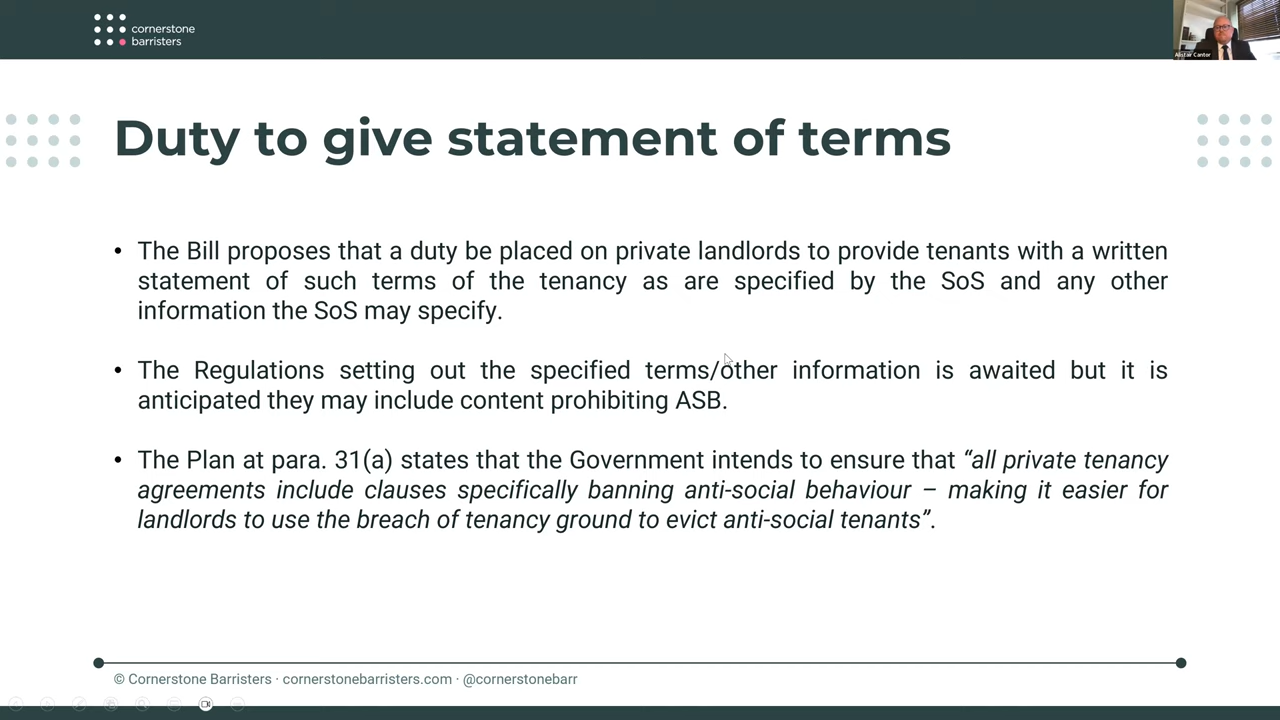 cornerstone
barristers
Alistair Cantor
Duty to give statement of terms
• The Bill proposes that a duty be placed on private landlords to provide tenants with a written
statement of such terms of the tenancy as are specified by the SoS and any other
information the SoS may specify.
• The Regulations setting out the specified terms/other information is awaited but it is
anticipated they may include content prohibiting ASB.
• The Plan at para. 31(a) states that the Government intends to ensure that “all private tenancy
agreements include clauses specifically banning anti-social behaviour – making it easier for
landlords to use the breach of tenancy ground to evict anti-social tenants”.
© Cornerstone Barristers · cornerstonebarristers.com · @cornerstonebarr